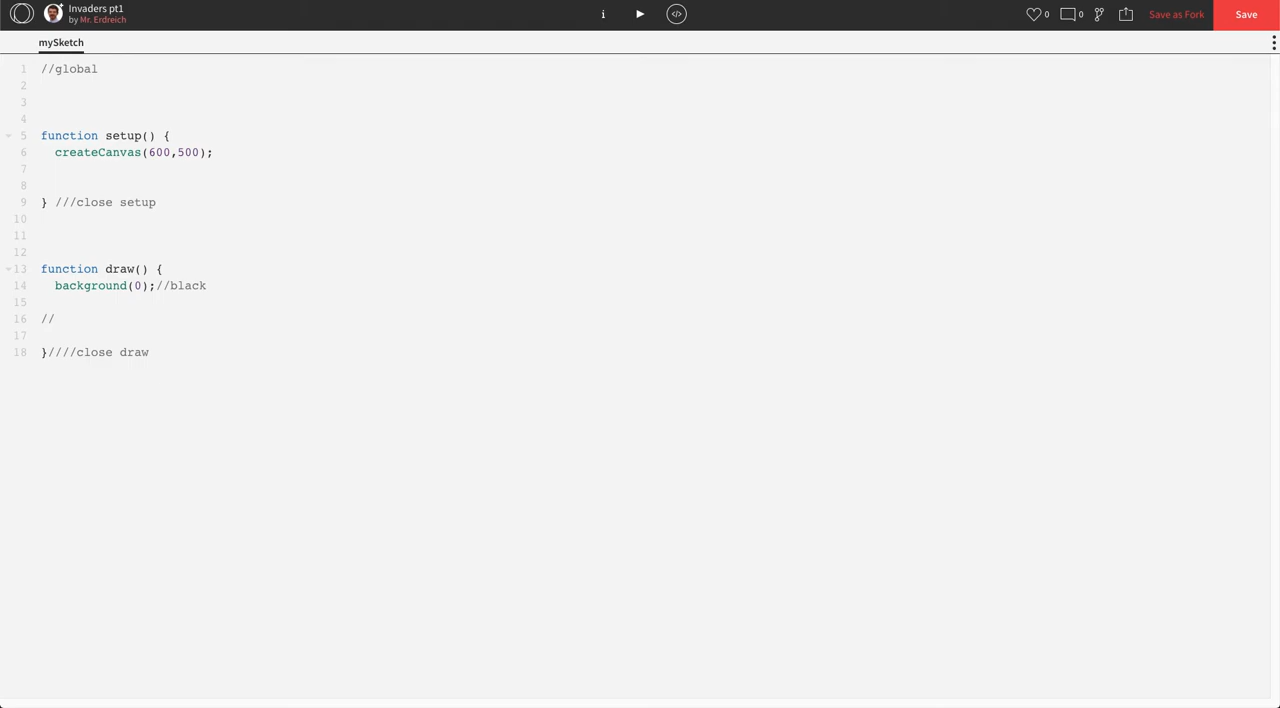 Invaders pt1
by Mr. Erdreich
i
</>
0
0
Save as Fork
Save
mySketch
1 //global
2
3
4
5 function setup() {
6 createCanvas(600,500);
7
8
9 } ///close setup
10
11
12
13 function draw() {
14 background(0);//black
15
16 //
17
18 }////close draw